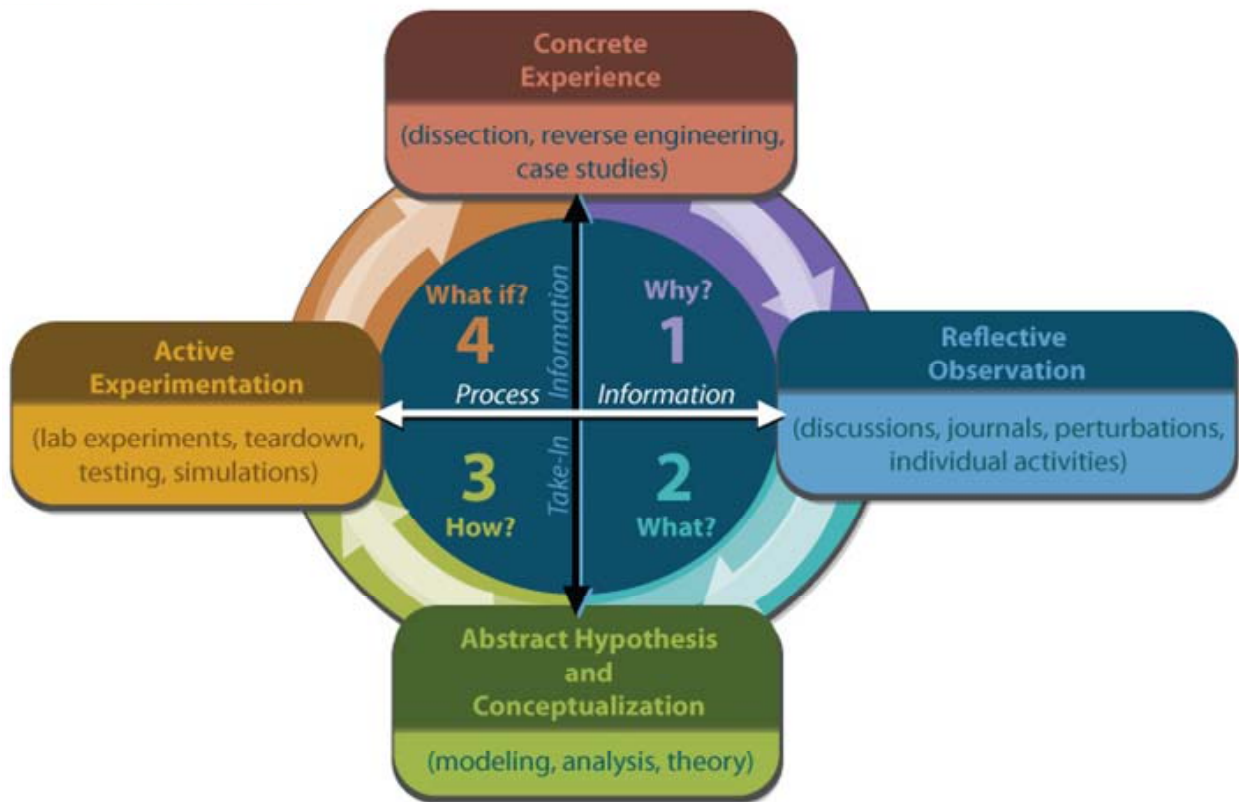 Concrete
Experience
(dissection, reverse engineering,
case studies)
What if?
4
Why?
1
Active
Experimentation
(lab experiments, teardown,
testing, simulations)
Process
Information
Take-In Information
Reflective
Observation
(discussions, journals, perturbations,
individual activities)
3
How?
2
What?
Abstract Hypothesis
and
Conceptualization
(modeling, analysis, theory)